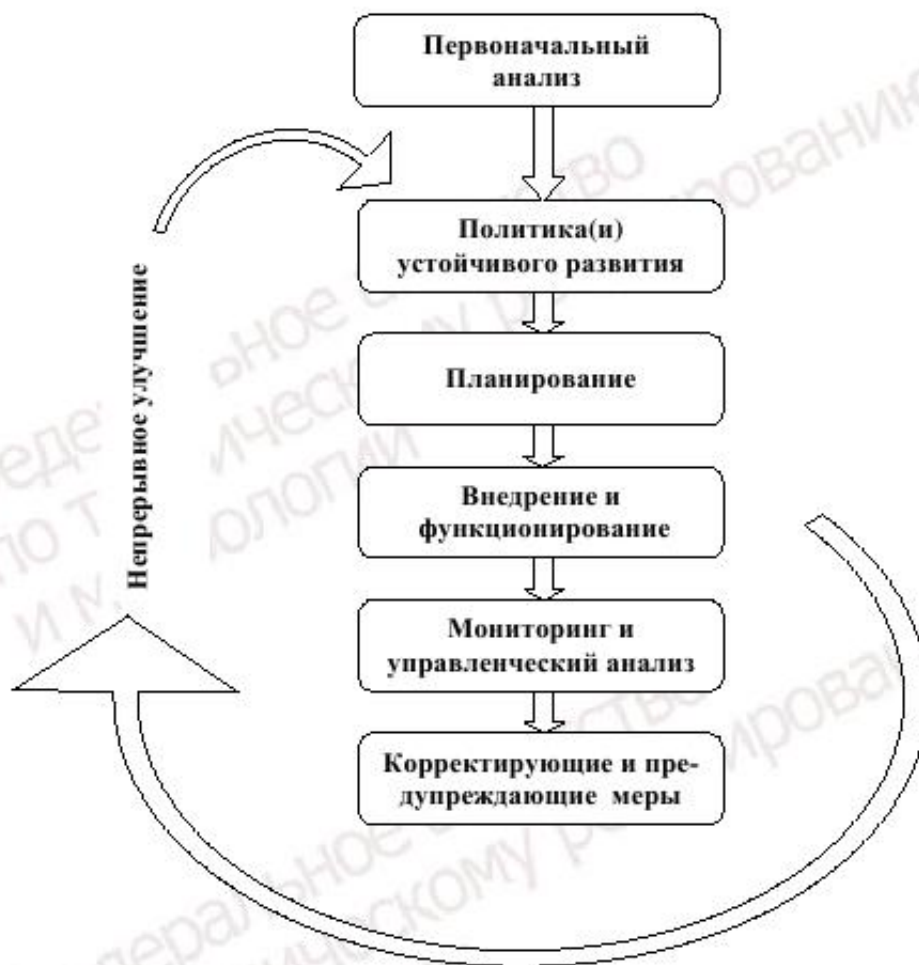 Первоначальный
анализ
Политика(и)
устойчивого развития
Планирование
Внедрение и
функционирование
Мониторинг и
управленческий анализ
Корректирующие и пре-
дупреждающие меры
Непрерывное улучшение